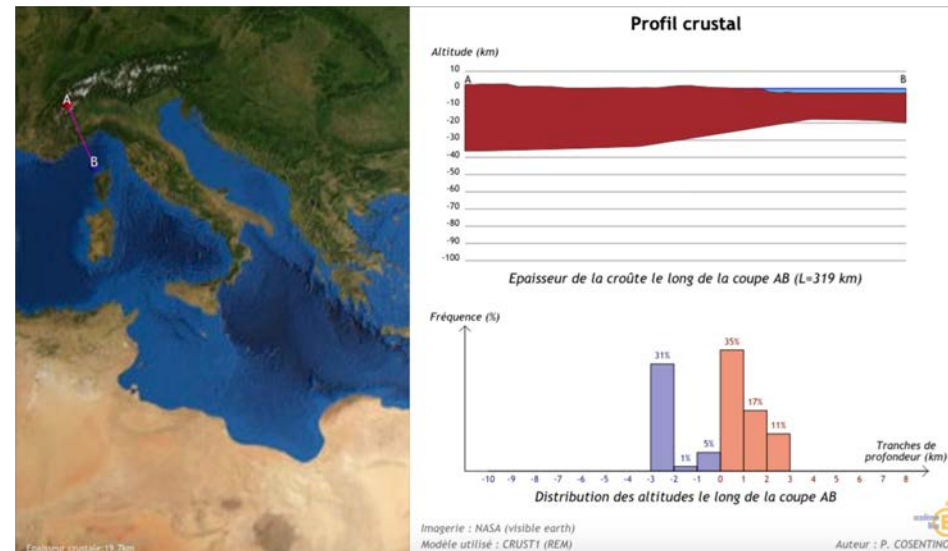 A
B
Epaisseur crustale 19.7km
Profil crustal
Altitude (km)
10
A
B
0
-10
-20
-30
-40
-50
-60
-70
-80
-90
-100
Epaisseur de la croûte le long de la coupe AB (L=319 km)
Fréquence (%)
31%
1%
5%
35%
17%
11%
Tranches de
profondeur (km)
-10 -9 -8 -7 -6 -5 -4 -3 -2 -1 0 1 2 3 4 5 6 7 8
Distribution des altitudes le long de la coupe AB
Imagerie : NASA (visible earth)
Modèle utilisé : CRUST1 (REM)
Auteur : P. COSENTINO